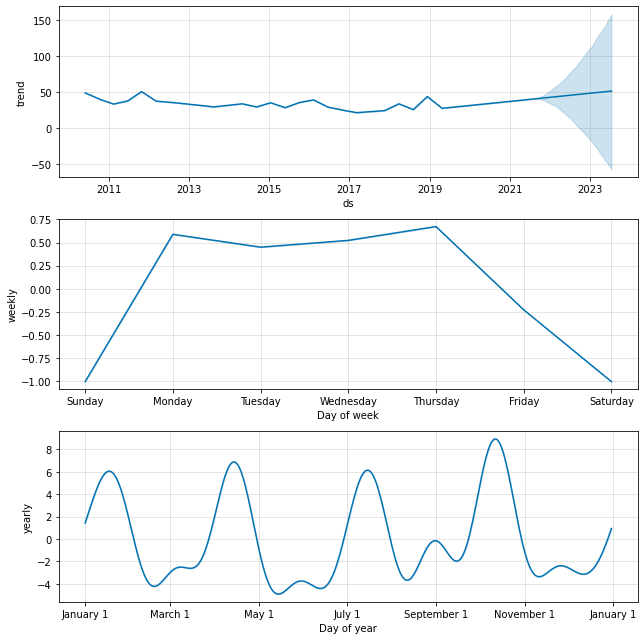 150
100
50
0
−50
trend
2011 2013 2015 2017 2019 2021 2023
ds
0.75
0.50
0.25
0.00
−0.25
−0.50
−0.75
−1.00
weekly
Sunday Monday Tuesday Wednesday Thursday Friday Saturday
Day of week
8
6
4
2
0
−2
−4
yearly
January 1 March 1 May 1 July 1 September 1 November 1 January 1
Day of year